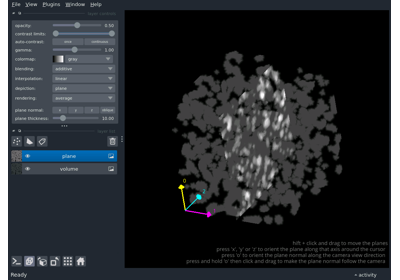 File View Plugins Window Help
opacity: 0.50
contrast limits:
auto-contrast: once continuous
gamma: 1.00
colormap: gray
blending: additive
interpolation: linear
depiction: plane
rendering: average
plane normal: x y z oblique
plane thickness: 10.00
plane
volume
0
2
hift + click and drag to move the planes
press 'x', 'y' or 'z' to orient the plane along that axis around the cursor
press 'o' to orient the plane normal along the camera view direction
press and hold 'o' then click and drag to make the plane normal follow the camera
Ready
activity